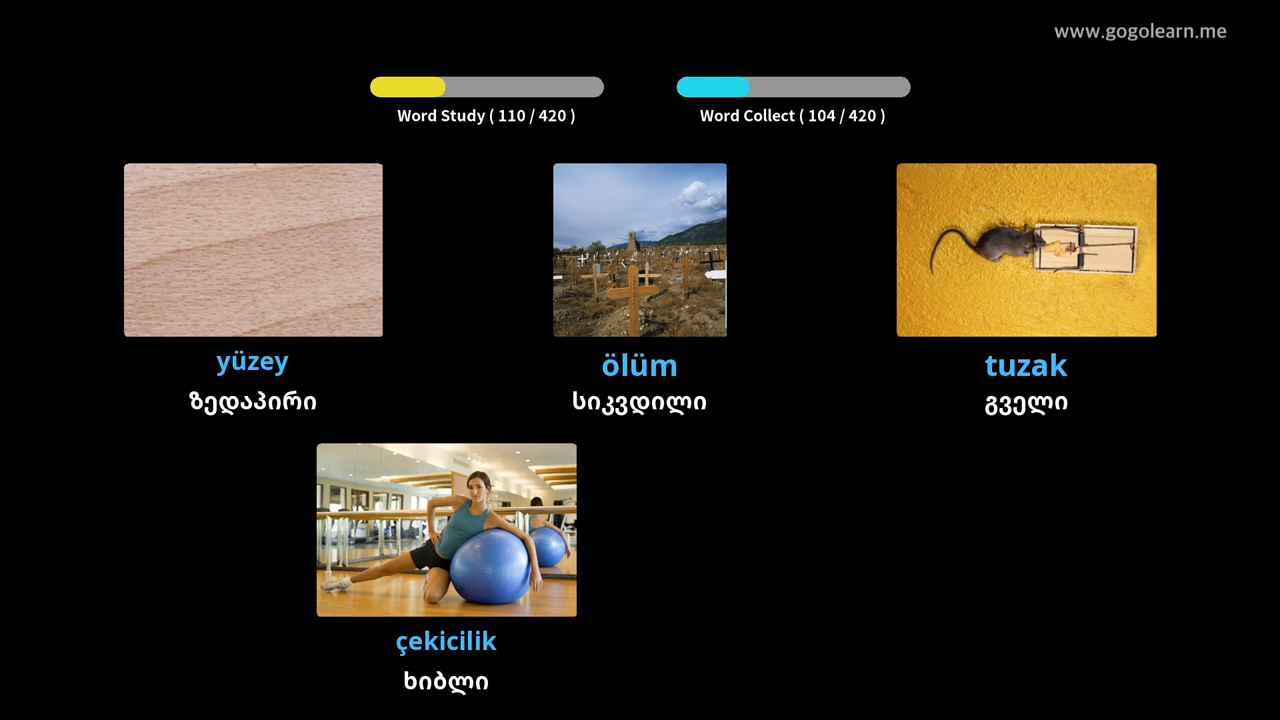 www.gogolearn.me
Word Study ( 110 / 420 )
Word Collect ( 104 / 420 )
yüzey
ზედაპირი
ölüm
სიკვდილი
tuzak
გველი
çekicilik
ხიბლი